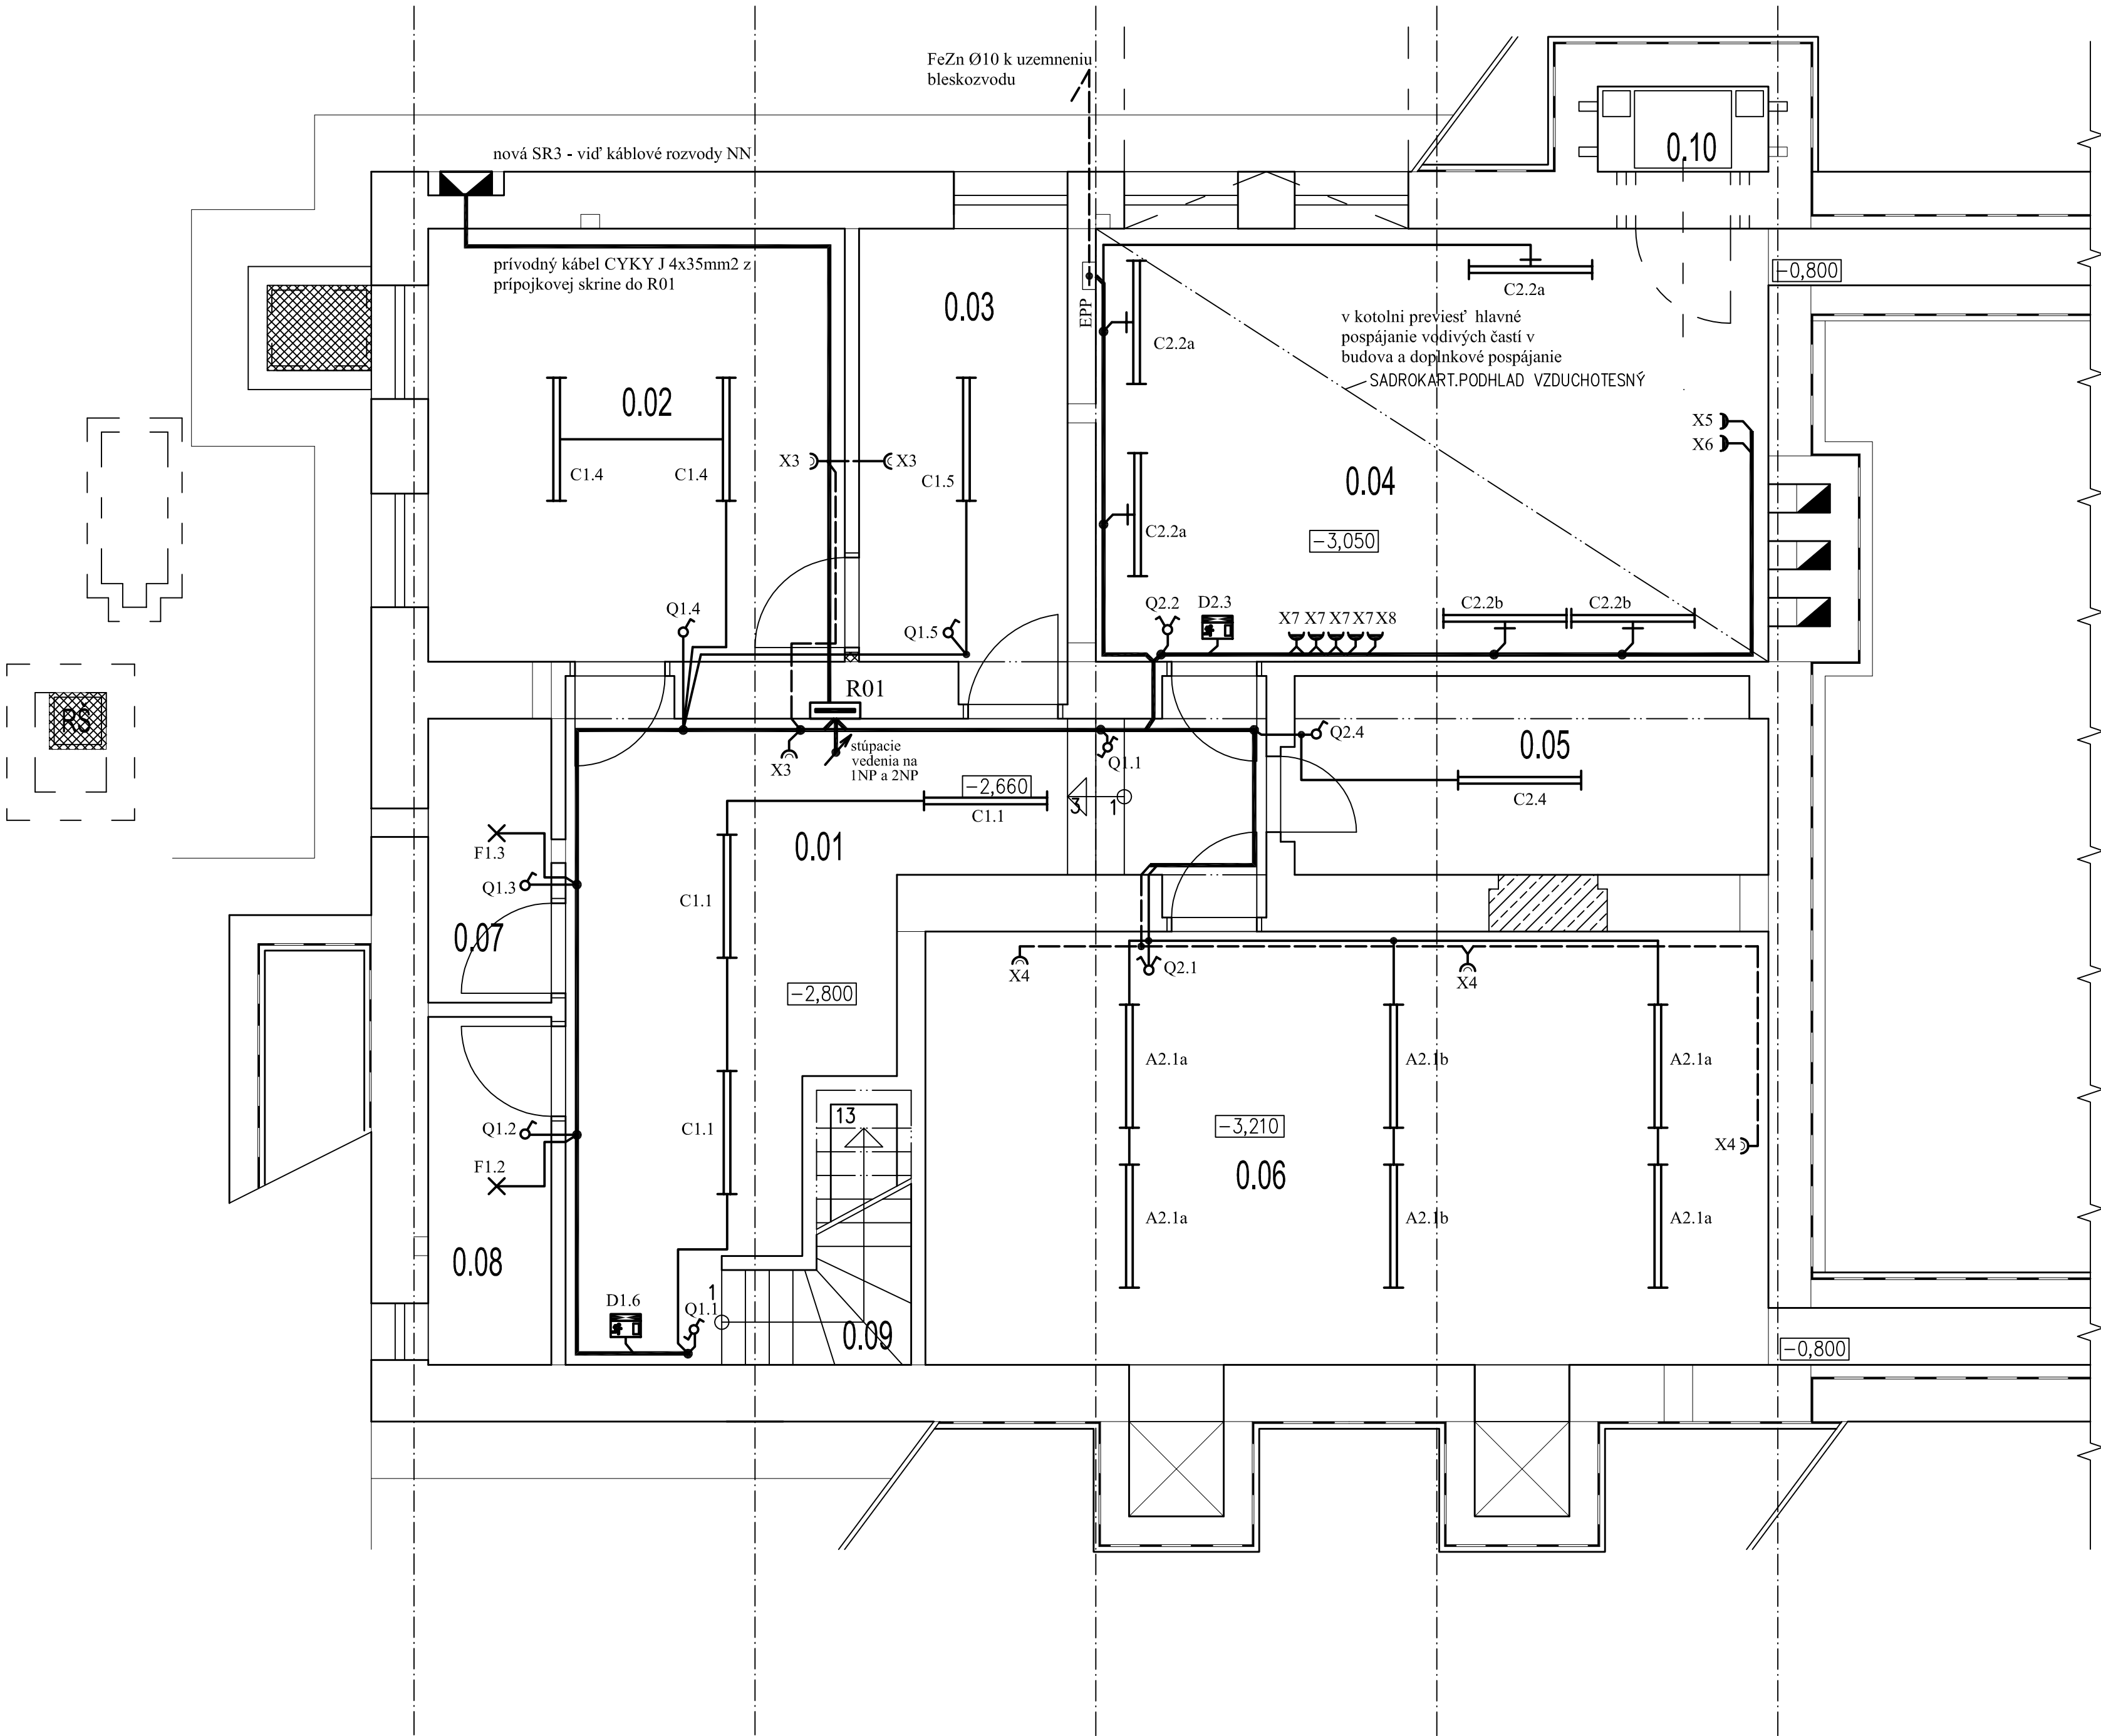 FeZn Ø10 k uzemneniu
bleskozvodu
nová SR3 - viď káblové rozvody NN
0.10
prívodný kábel CYKY J 4x35mm2 z
prípojkovej skrine do R01
-0,800
C2.2a
0.03
EPP
v kotolni previesť hlavné
pospájanie vodivých častí v
budova a doplnkové pospájanie
SADROKART.PODHLAD VZDUCHOTESNÝ
C2.2a
0.02
X5
X6
C1.4
C1.4
X3
X3
C1.5
0.04
C2.2a
-3,050
Q1.4
Q1.5
Q2.2
D2.3
X7
X7
X7
X7
X8
C2.2b
C2.2b
R01
RŠ
stúpacie
vedenia na
1NP a 2NP
X3
Q1.1
Q2.4
0.05
-2,660
C1.1
3
1
C2.4
0.01
F1.3
Q1.3
C1.1
0.07
X4
Q2.1
X4
-2,800
A2.1a
A2.1b
A2.1a
13
Q1.2
C1.1
-3,210
X4
F1.2
0.06
A2.1a
A2.1b
A2.1a
0.08
D1.6
1
Q1.1
0.09
-0,800